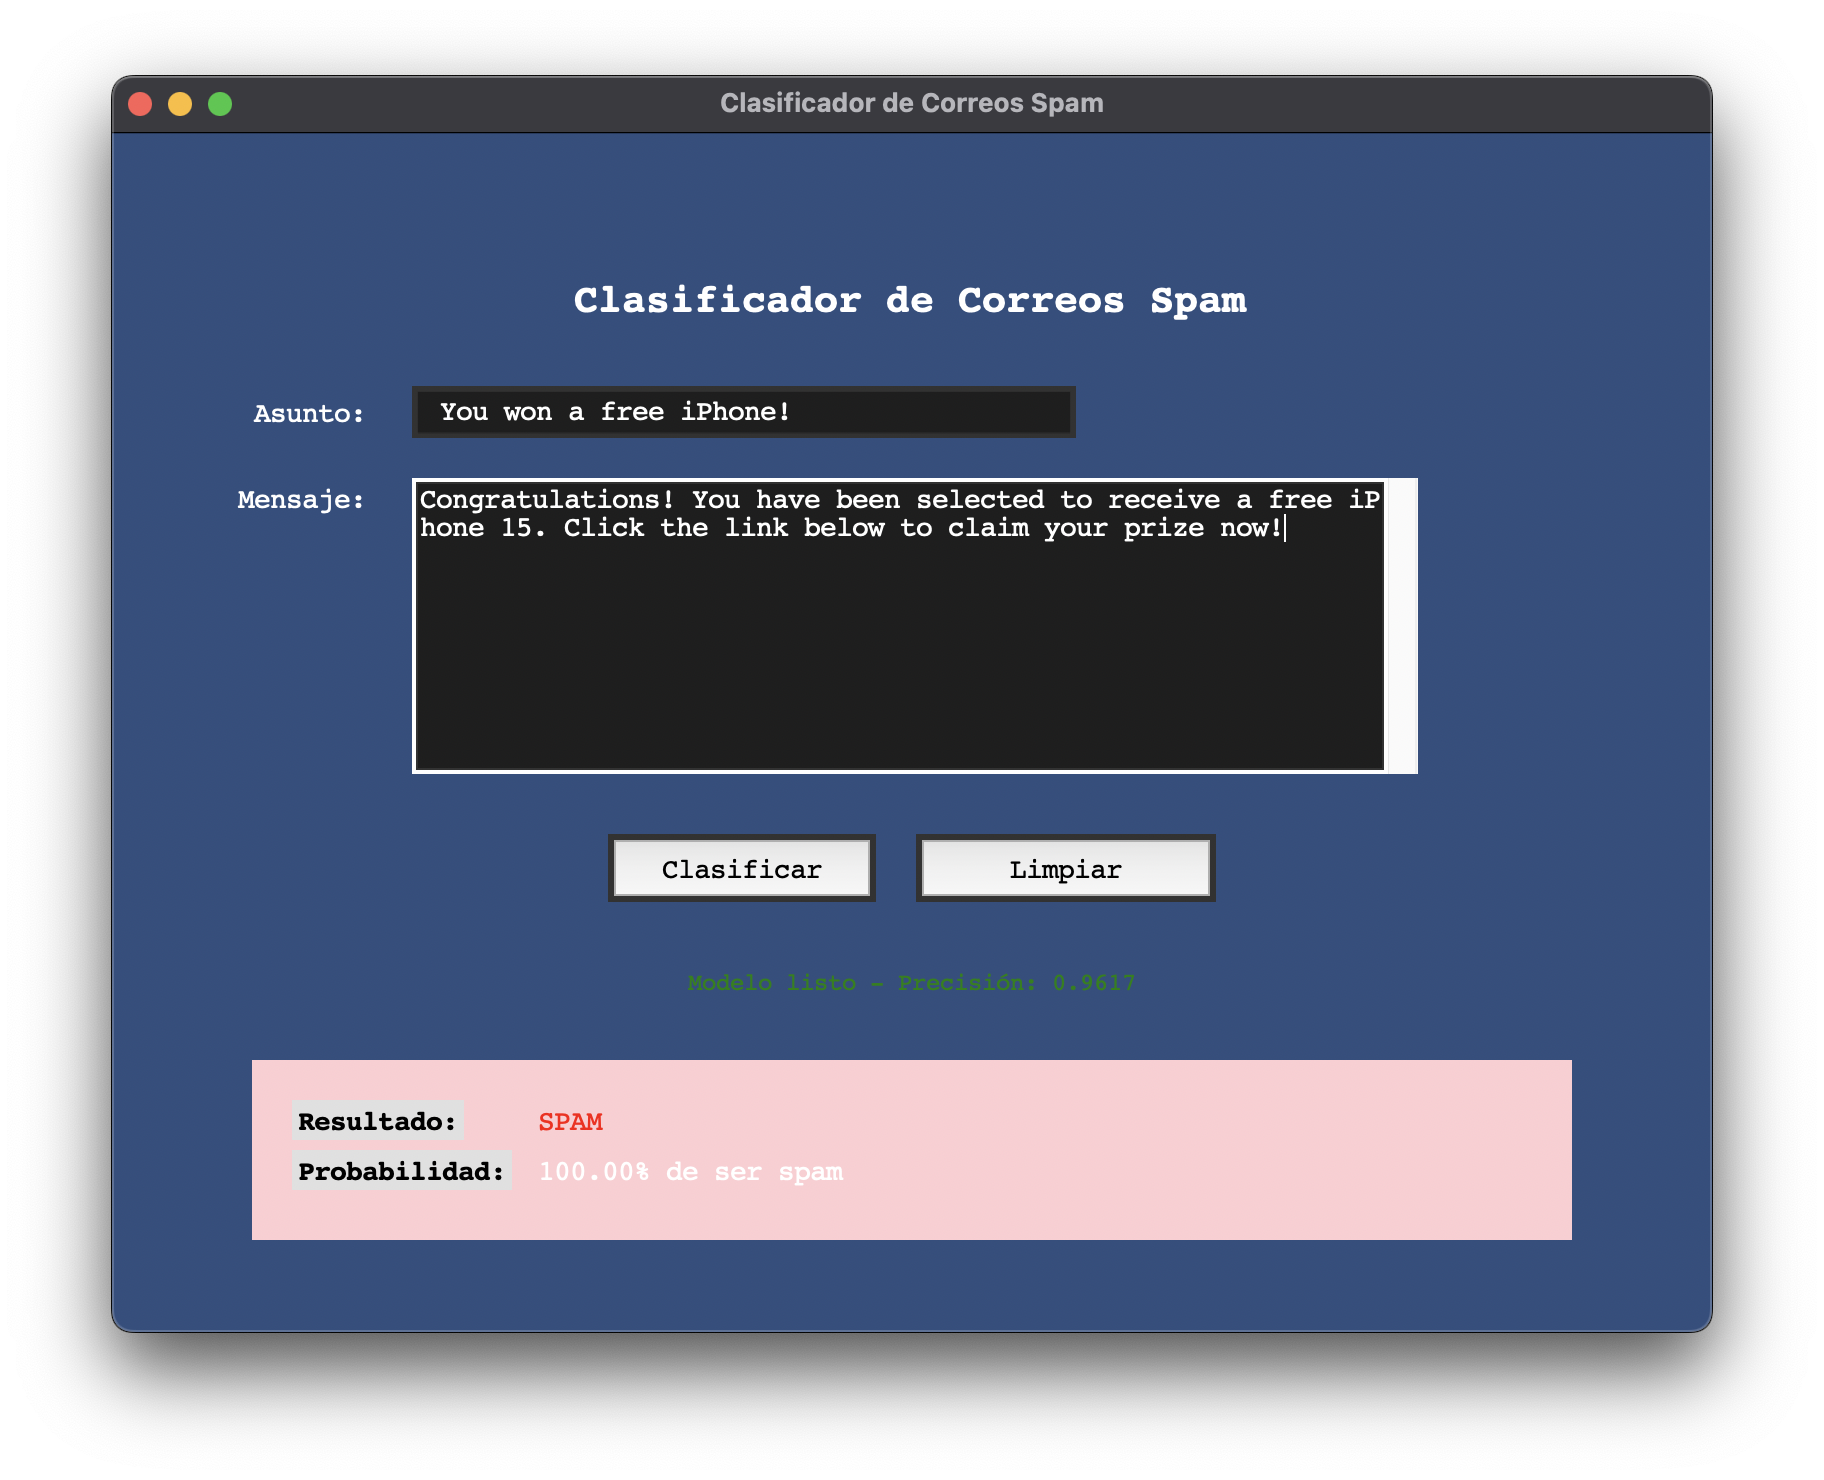 Clasificador de Correos Spam
Clasificador de Correos Spam
Asunto: You won a free iPhone!
Mensaje: Congratulations! You have been selected to receive a free iP
hone 15. Click the link below to claim your prize now!
Clasificar Limpiar
Modelo listo - Precisión: 0.9617
Resultado: SPAM
Probabilidad: 100.00% de ser spam